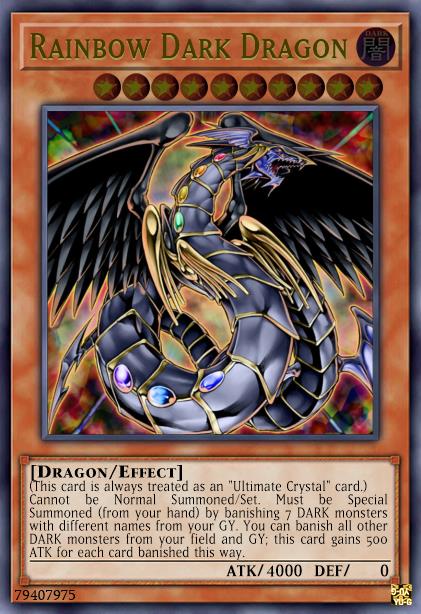 Rainbow Dark Dragon
DARK
闇
[Dragon/Effect]
(This card is always treated as an "Ultimate Crystal" card.)
Cannot be Normal Summoned/Set. Must be Special
Summoned (from your hand) by banishing 7 DARK monsters
with different names from your GY. You can banish all other
DARK monsters from your field and GY; this card gains 500
ATK for each card banished this way.
ATK/ 4000 DEF/ 0
79407975